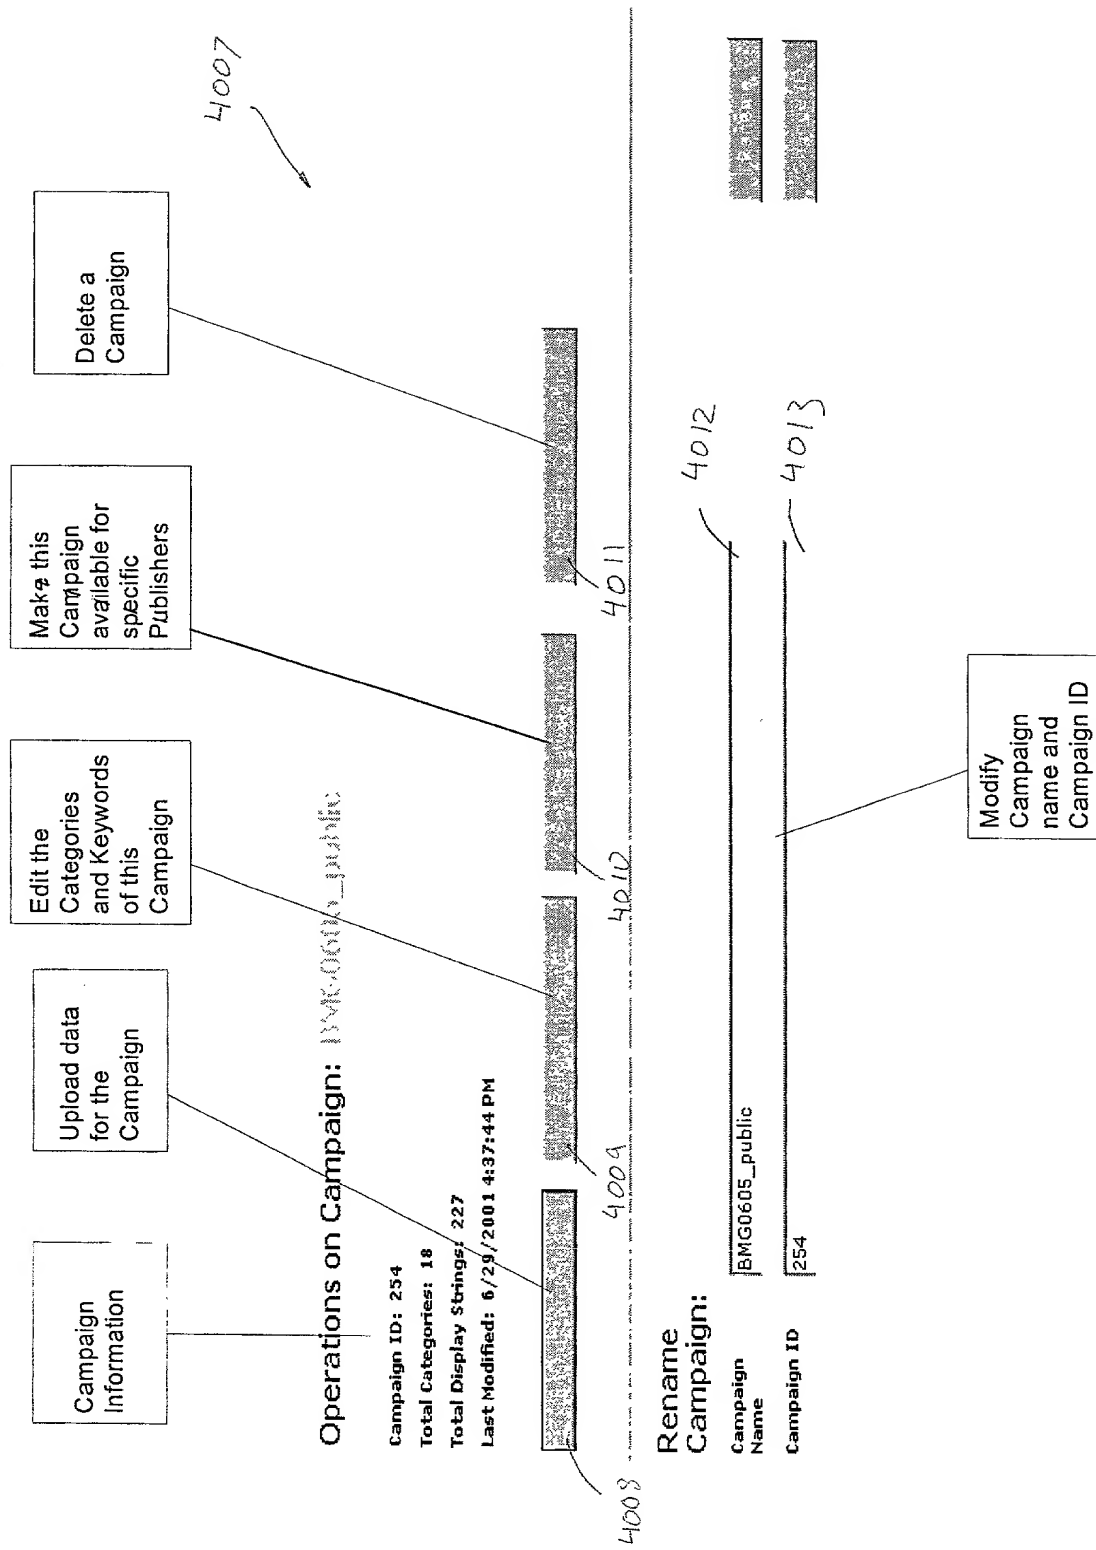 Campaign
Information
Upload data
for the
Campaign
Edit the
Categories
and Keywords
of this
Campaign
Make this
Campaign
available for
specific
Publishers
Delete a
Campaign
4007
Operations on Campaign:
Campaign ID: 254
Total Categories: 18
Total Display Strings: 227
Last Modified: 6/29/2001 4:37:44 PM
4008
4009
4010
4011
Rename
Campaign:
Campaign
Name
BMG0605_public
4012
Campaign ID
254
4013
Modify
Campaign
name and
Campaign ID